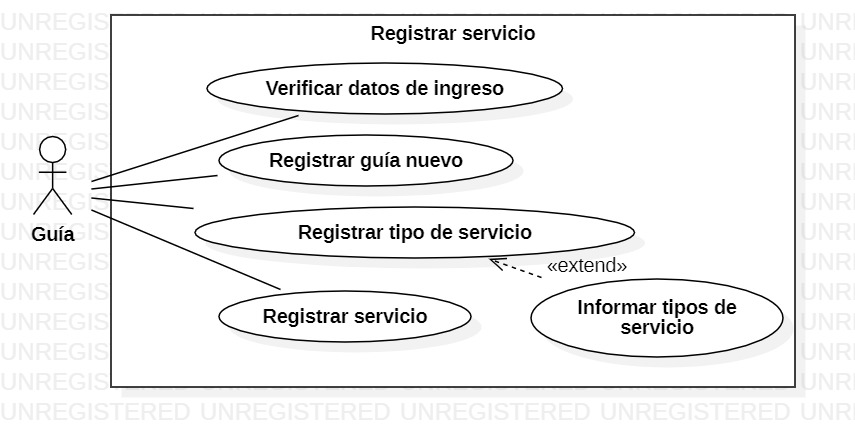 Registrar servicio
Verificar datos de ingreso
Registrar guía nuevo
Registrar tipo de servicio
Guía
«extend»
Registrar servicio
Informar tipos de
servicio
UNREGISTERED UNREGISTERED UNREGISTERED UNREGISTERED UNRE